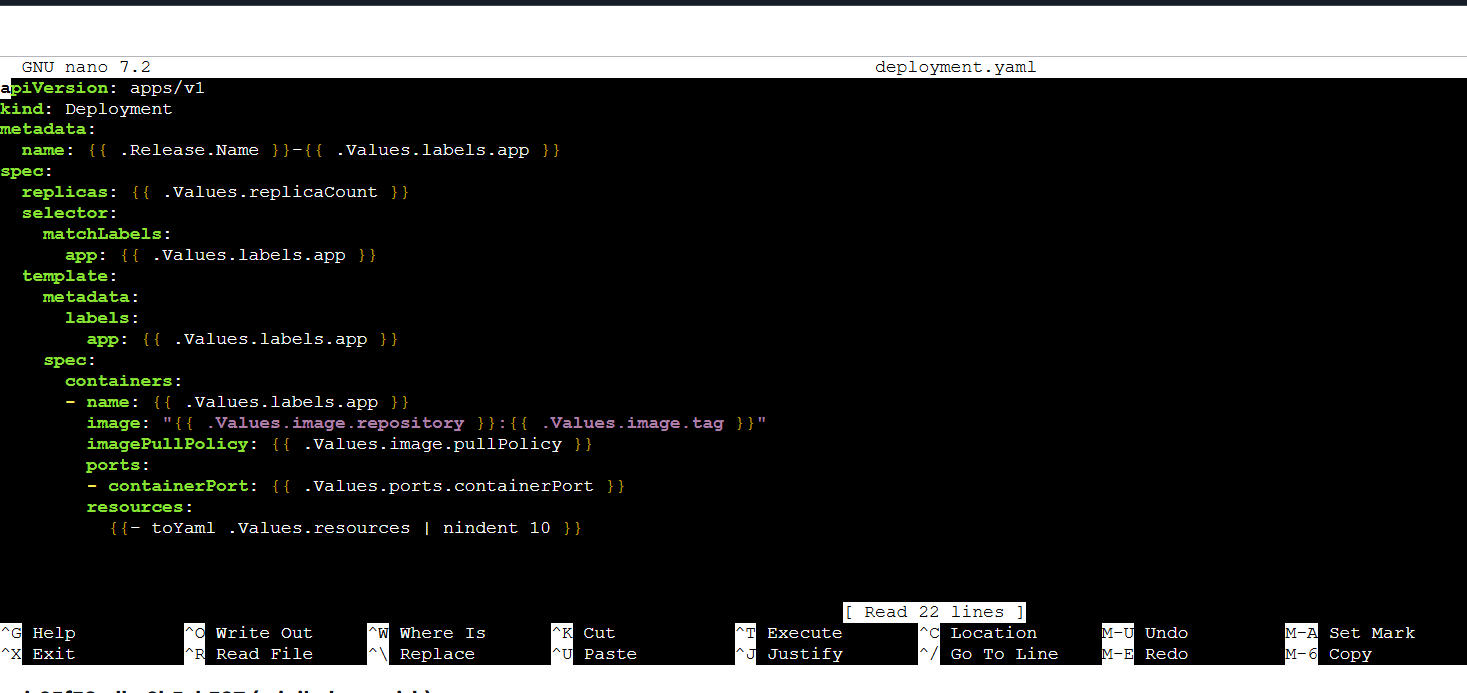 GNU nano 7.2 deployment.yaml
apiVersion: apps/v1
kind: Deployment
metadata:
  name: {{ .Release.Name }}-{{ .Values.labels.app }}
spec:
  replicas: {{ .Values.replicaCount }}
  selector:
    matchLabels:
      app: {{ .Values.labels.app }}
  template:
    metadata:
      labels:
        app: {{ .Values.labels.app }}
    spec:
      containers:
      - name: {{ .Values.labels.app }}
        image: "{{ .Values.image.repository }}:{{ .Values.image.tag }}"
        imagePullPolicy: {{ .Values.image.pullPolicy }}
        ports:
        - containerPort: {{ .Values.ports.containerPort }}
        resources:
          {{- toYaml .Values.resources | nindent 10 }}
[ Read 22 lines ]
^G Help ^O Write Out ^W Where Is ^K Cut ^T Execute ^C Location M-U Undo M-A Set Mark
^X Exit ^R Read File ^\ Replace ^U Paste ^J Justify ^/ Go To Line M-E Redo M-6 Copy